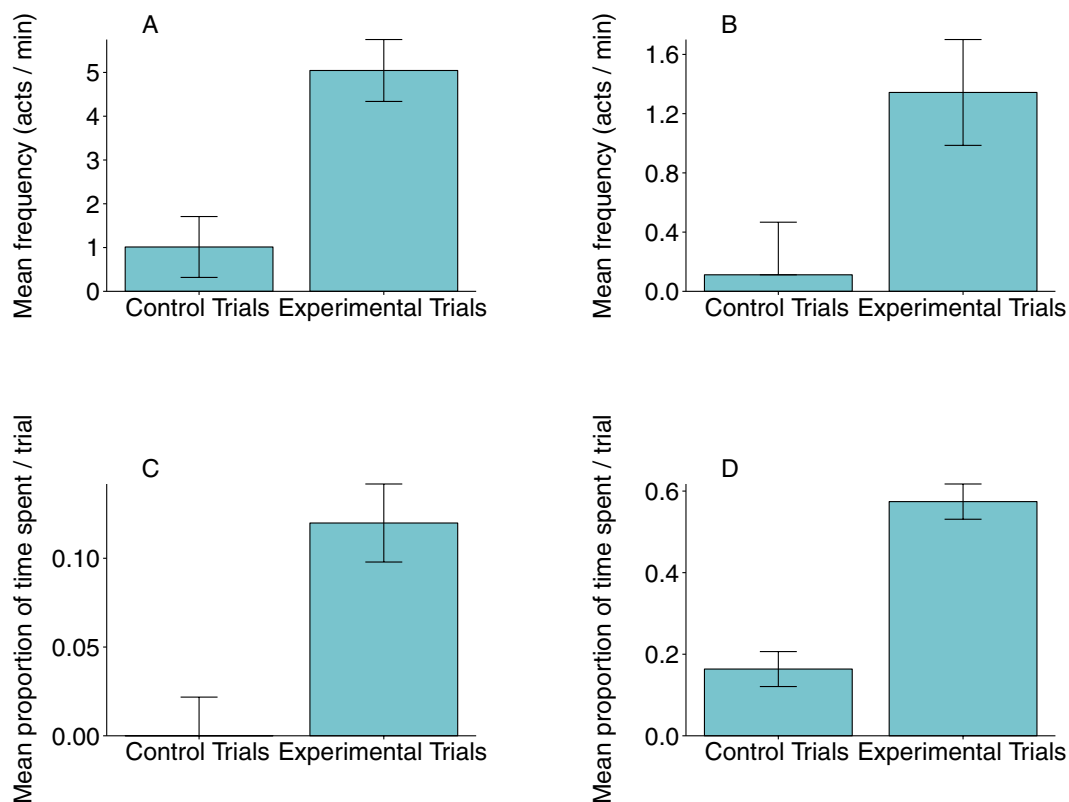 A
Mean frequency (acts / min)
5
4
3
2
1
0
Control Trials Experimental Trials
B
Mean frequency (acts / min)
1.6
1.2
0.8
0.4
0.0
Control Trials Experimental Trials
C
Mean proportion of time spent / trial
0.10
0.05
0.00
Control Trials Experimental Trials
D
Mean proportion of time spent / trial
0.6
0.4
0.2
0.0
Control Trials Experimental Trials